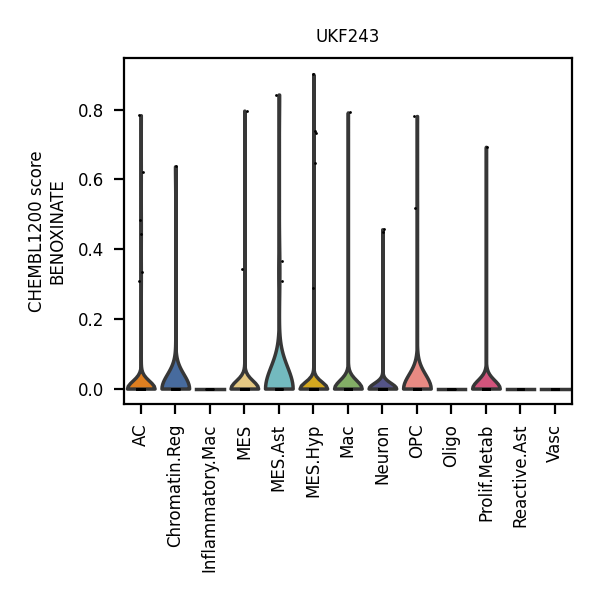 UKF243
CHEMBL1200 score
BENOXINATE
0.8
0.6
0.4
0.2
0.0
AC
Chromatin.Reg
Inflammatory.Mac
MES
MES.Ast
MES.Hyp
Mac
Neuron
OPC
Oligo
Prolif.Metab
Reactive.Ast
Vasc